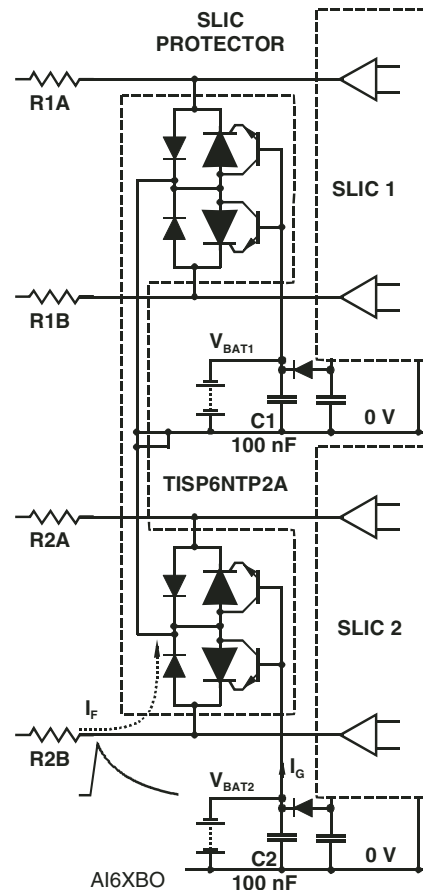 SLIC
PROTECTOR
R1A
SLIC 1
R1B
VBAT1
C1
0 V
100 nF
TISP6NTP2A
R2A
SLIC 2
IF
R2B
IG
VBAT2
C2
0 V
AI6XBO
100 nF